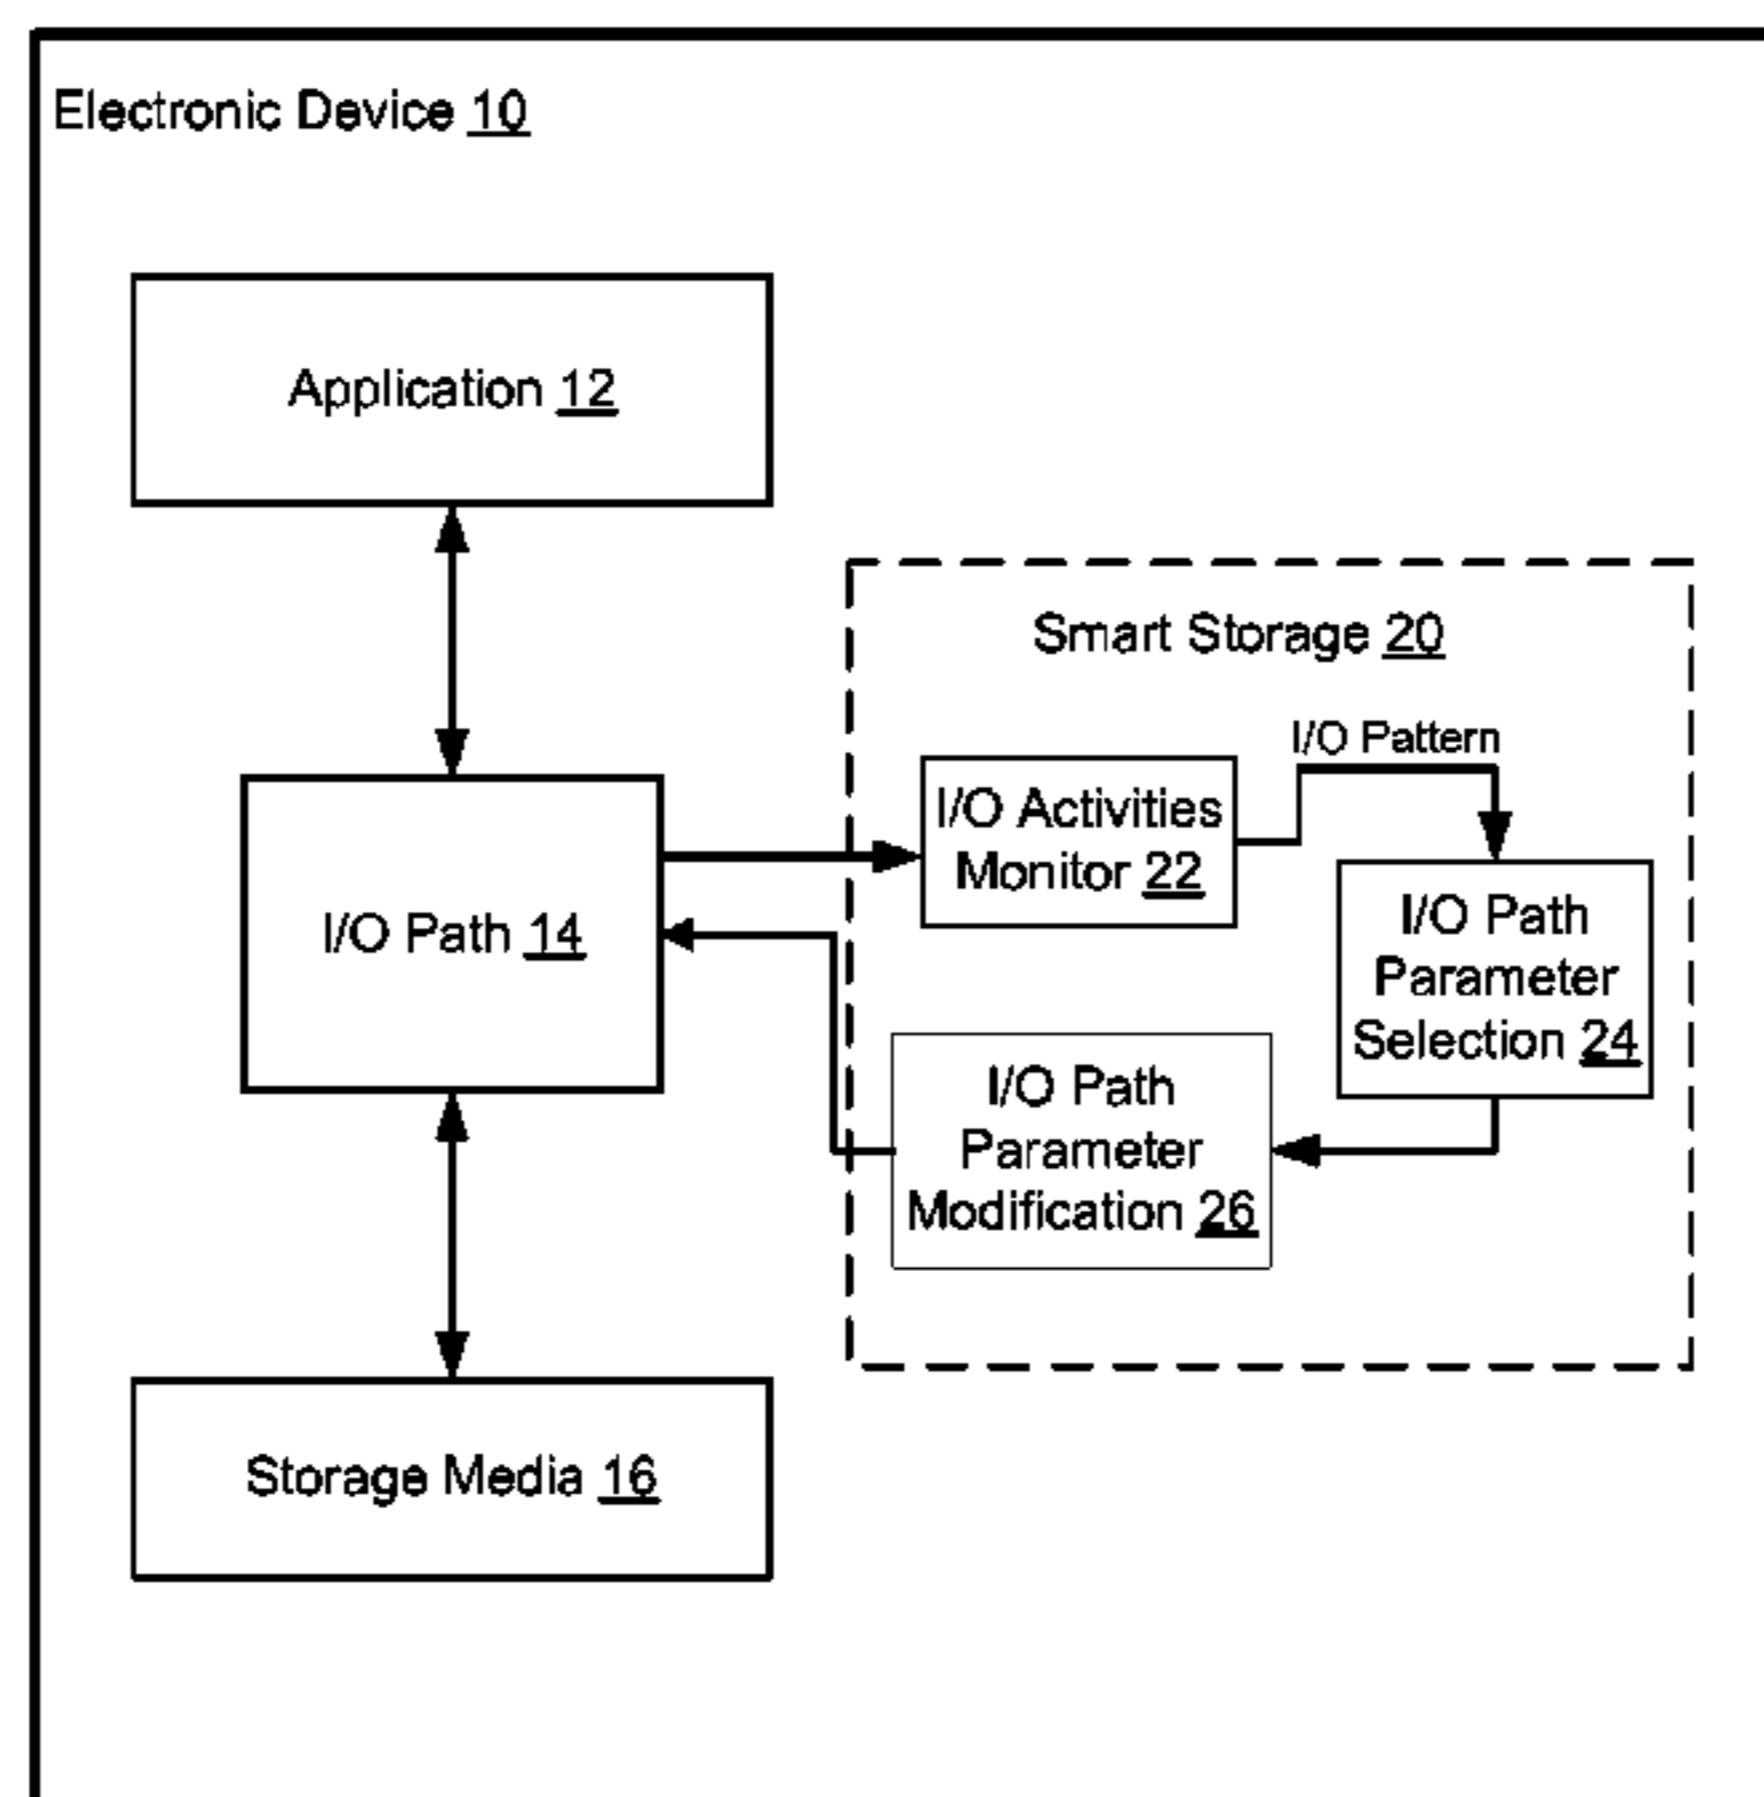 Electronic Device 10
Application 12
Smart Storage 20
I/O Pattern
I/O Activities
Monitor 22
I/O Path 14
I/O Path
Parameter
Selection 24
I/O Path
Parameter
Modification 26
Storage Media 16